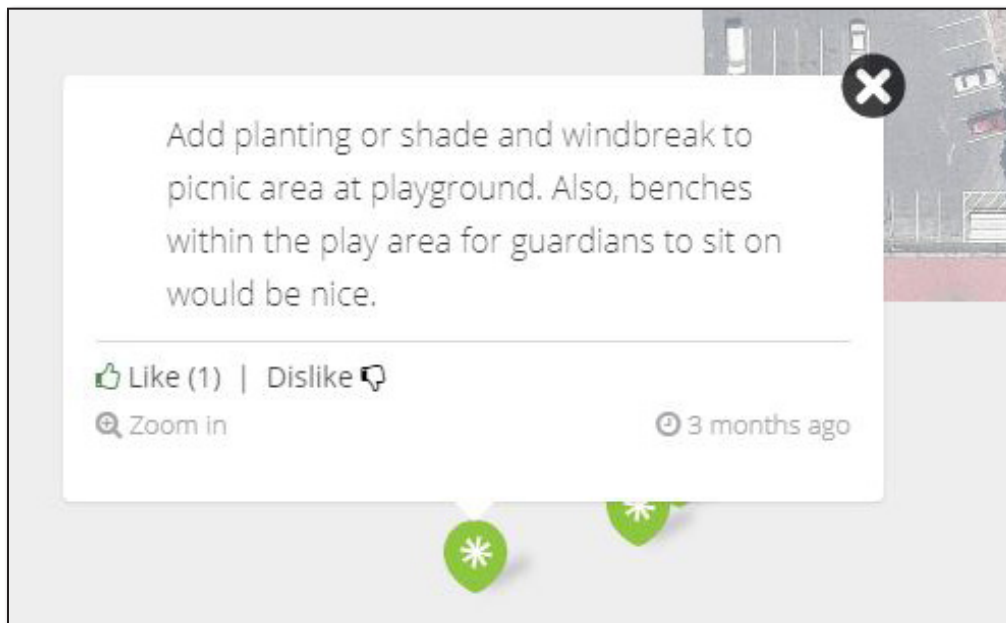 Add planting or shade and windbreak to
picnic area at playground. Also, benches
within the play area for guardians to sit on
would be nice.
Like (1) | Dislike
Zoom in
3 months ago